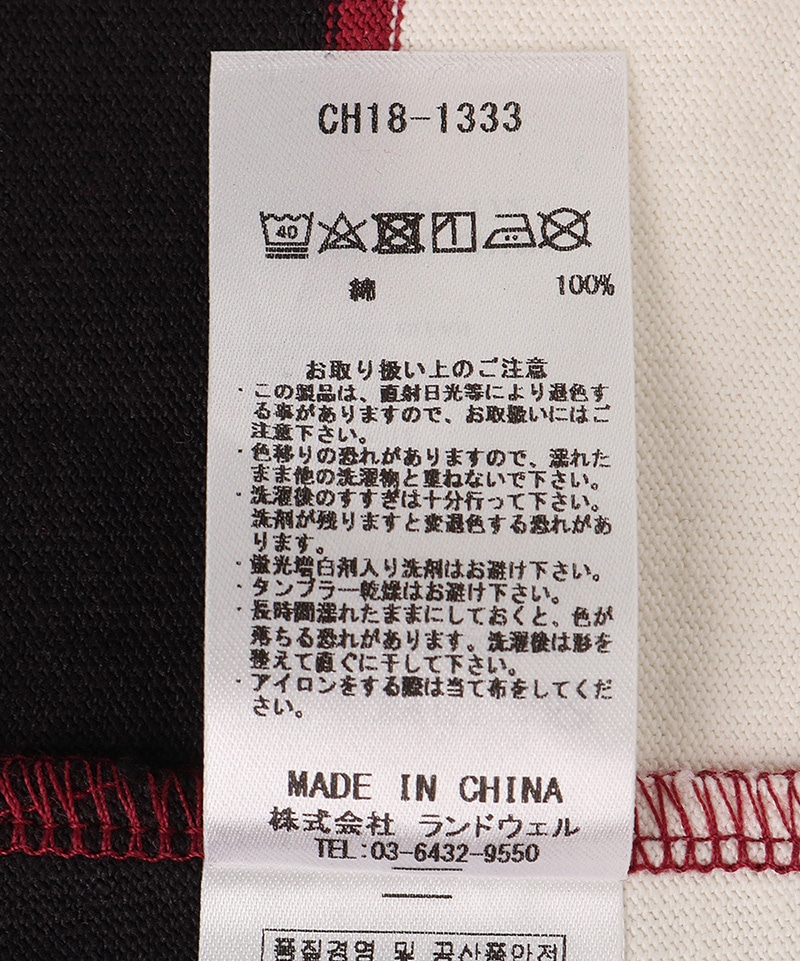 CH18-1333
40
綿 100%
お取り扱い上のご注意
・この製品は、直射日光等により退色す
る事がありますので、お取扱いにはご
注意下さい。
・色移りの恐れがありますので、濡れた
まま他の洗濯物と重ねないで下さい。
・洗濯後のすすぎは十分行って下さい。
洗剤が残りますと変退色する恐れがあ
ります。
・蛍光増白剤入り洗剤はお避け下さい。
・タンブラー乾燥はお避け下さい。
・長時間濡れたままにしておくと、色が
落ちる恐れがあります。洗濯後は形を
整えて直ぐに干して下さい。
・アイロンをする際は当て布をしてくだ
さい。
MADE IN CHINA
株式会社 ランドウェル
TEL:03-6432-9550